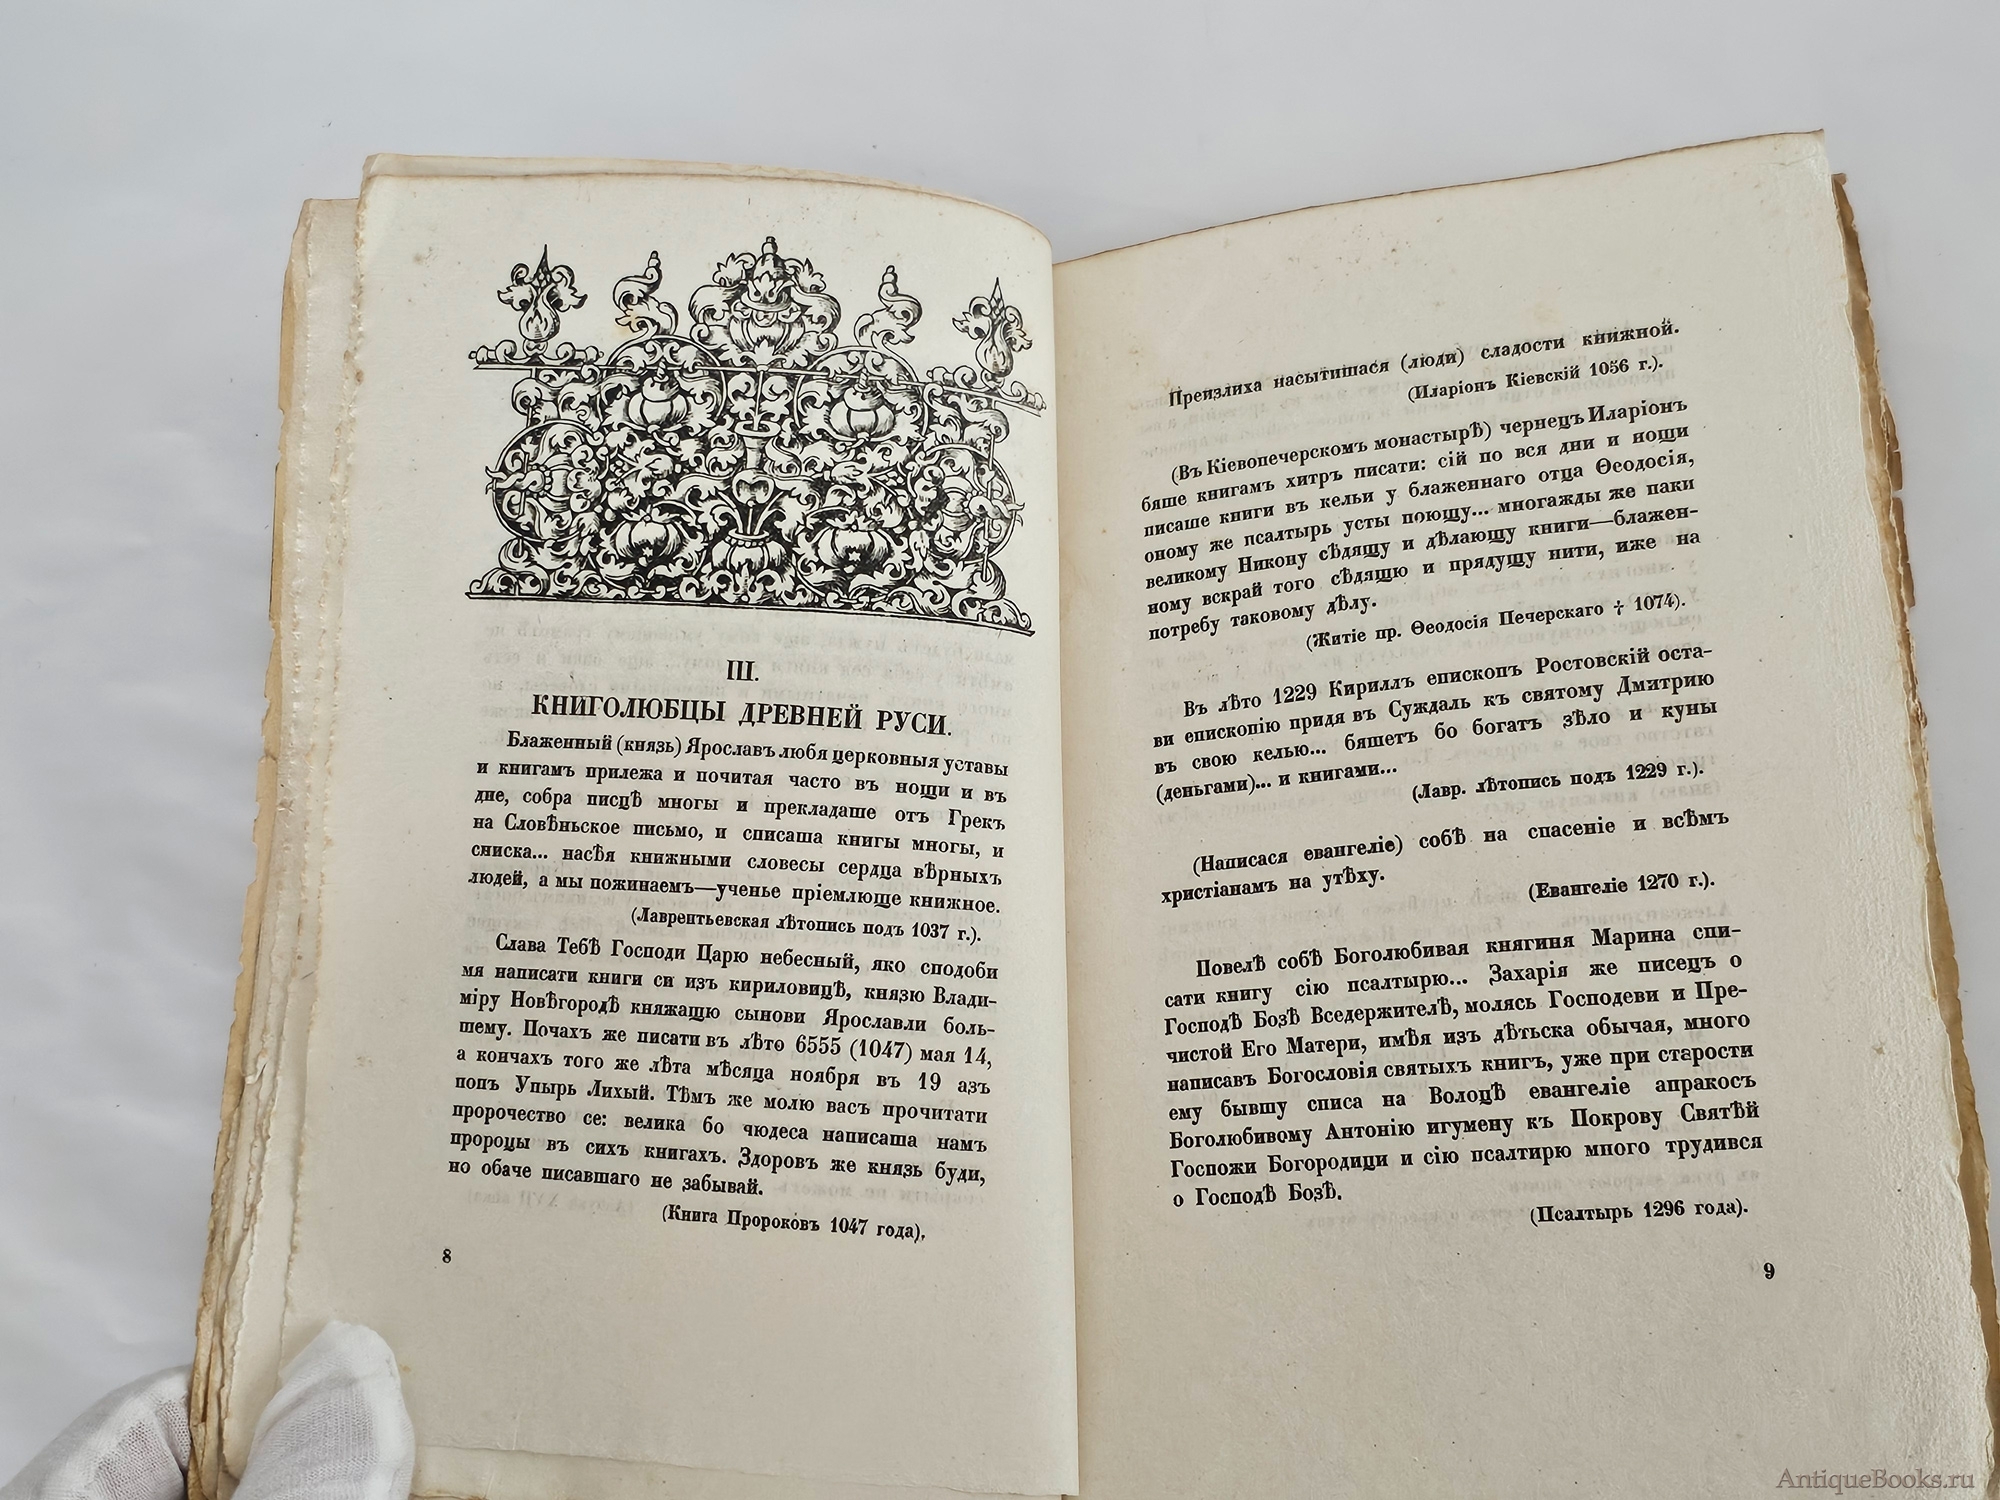 III.
КНИГОЛЮБЦЫ ДРЕВНЕЙ РУСИ.
Блаженный (князь) Ярославъ любя церковныя уставы
и книгамъ прилежа и почитая часто въ нощи и въ
дне, собра писцѣ многы и прекладаше отъ Грекъ
на Словѣньское письмо, и списаша книгы многы, и
сниска... насѣя книжными словесы сердца вѣрныхъ
людей, а мы пожинаемъ—ученье пріемлюще книжное.
(Лаврентьевская лѣтопись подъ 1037 г.).
Слава Тебѣ Господи Царю небесный, яко сподоби
мя написати книги си изъ кириловицѣ, князю Влади-
міру Новѣгородѣ княжащю сынови Ярославли боль-
шему. Почахъ же писати въ лѣто 6555 (1047) мая 14,
а кончахъ того же лѣта мѣсяца ноября въ 19 азъ
попъ Упырь Лихый. Тѣмъ же молю васъ прочитати
пророчество се: велика бо чюдеса написаша намъ
пророцы въ сихъ книгахъ. Здоровъ же князь буди,
но обаче писавшаго не забывай.
(Книга Пророковъ 1047 года),
8
Преизлиха насытишася (люди) сладости книжной.
(Иларіонъ Кіевскій 1056 г.).
(Въ Кіевопечерскомъ монастырѣ) чернецъ Иларіонъ
бяше книгамъ хитръ писати: сій по вся дни и нощи
писаше книги въ кельи у блаженнаго отца Ѳеодосія,
оному же псалтырь усты поющу... многажды же паки
великому Никону сѣдящу и дѣлающу книги—блажен-
ному вскрай того сѣдящю и прядущу нити, иже на
потребу таковому дѣлу.
(Житіе пр. Ѳеодосія Печерскаго † 1074).
Въ лѣто 1229 Кириллъ епископъ Ростовскій оста-
ви епископію придя въ Суждаль къ святому Дмитрию
въ свою келью... бяшетъ бо богатъ зѣло и куны
(деньгами)... и книгами...
(Лавр. лѣтопись подъ 1229 г.).
(Написася евангеліе) собѣ на спасеніе и всѣмъ
христіанамъ на утѣху.
(Евангеліе 1270 г.).
Повелѣ собѣ Боголюбивая княгиня Марина спи-
сати книгу сію псалтырю... Захарія же писецъ о
Господѣ Бозѣ Вседержителѣ, молясь Господеви и Пре-
чистой Его Матери, имѣя изъ дѣтьска обычая, много
написавъ Богословія святыхъ книгъ, уже при старости
ему бывшу списа на Волоцѣ евангеліе апракосъ
Боголюбивому Антонію игумену къ Покрову Святѣй
Госпожи Богородици и сію псалтирю много трудився
о Господѣ Бозѣ.
(Псалтырь 1296 года).
9
AntiqueBooks.ru